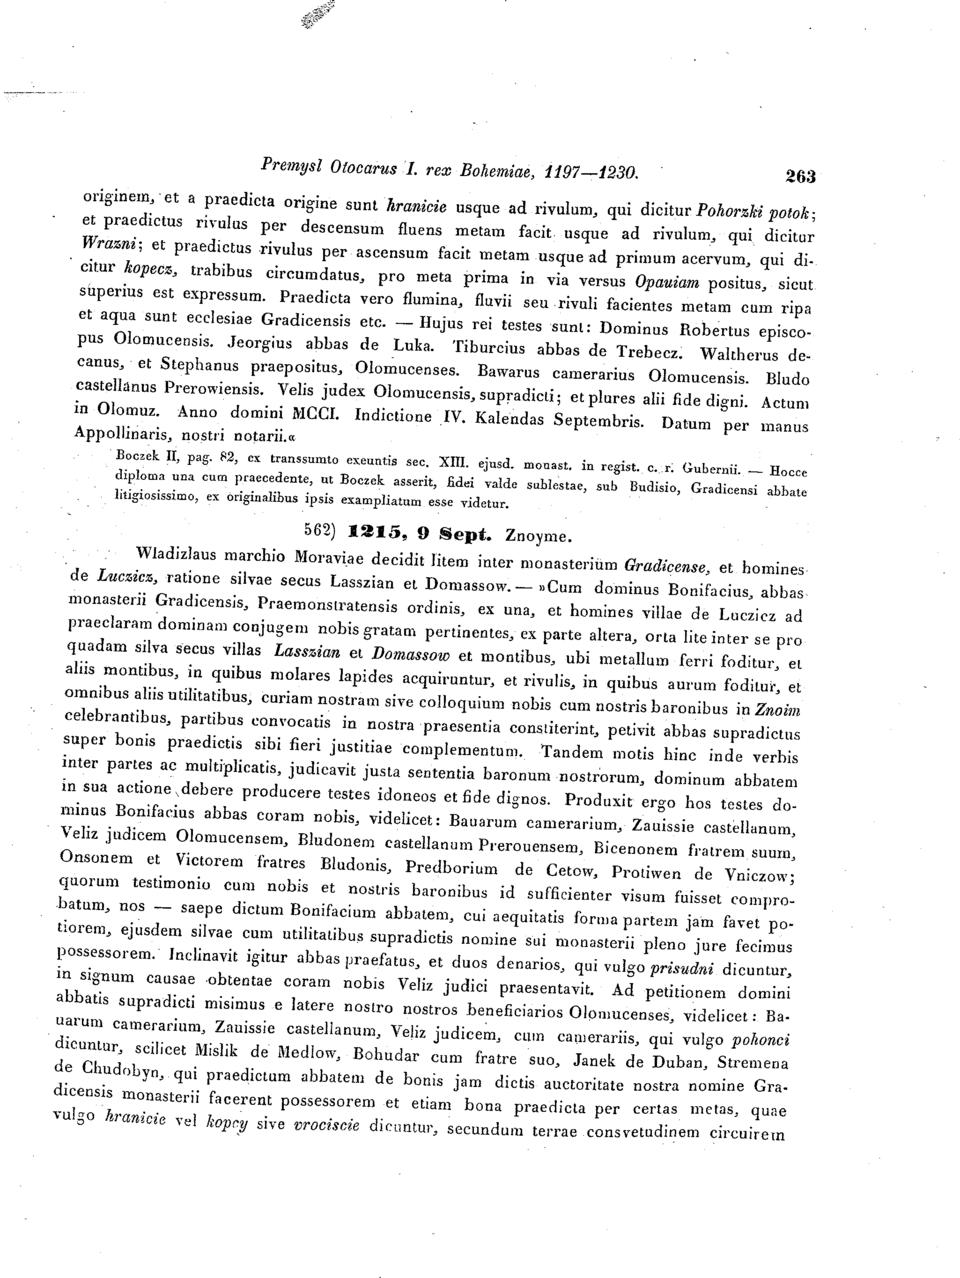 Premysl Otocarus I. rex Bohemiae, 1197—1230.
263
originem, et a praedicta origine sunt hranicie usque ad rivulum, qui dicitur Pohorzki potok;
et praedictus rivulus per descensum fluens metam facit usque ad rivulum, qui dicitur
Wrazni; et praedictus rivulus per ascensum facit metam usque ad primum acervum, qui di-
citur kopecz, trabibus circumdatus, pro meta prima in via versus Opauiam positus, sicut
superius est expressum. Praedicta vero flumina, fluvii seu rivuli facientes metam cum ripa
et aqua sunt ecclesiae Gradicensis etc. — Hujus rei testes sunt: Dominus Robertus episco-
pus Olomucensis. Jeorgius abbas de Luka. Tiburcius abbas de Trebecz. Waltherus de-
canus, et Stephanus praepositus, Olomucenses. Bawarus camerarius Olomucensis. Bludo
castellanus Prerowiensis. Velis judex Olomucensis, supradicti; et plures alii fide digni. Actum
in Olomuz. Anno domini MCCI. Indictione IV. Kalendas Septembris. Datum per manus
Appollinaris, nostri notarii.«
Boczek II, pag. 82, ex transsumto exeuntis sec. XIII. ejusd. monast. in regist. c. r. Gubernii. — Hocce
diploma una cum praecedente, ut Boczek asserit, fidei valde sublestae, sub Budisio, Gradicensi abbate
litigiosissimo, ex originalibus ipsis exampliatum esse videtur.
562) 1215, 9 Sept. Znoyme.
Wladizlaus marchio Moraviae decidit litem inter monasterium Gradicense, et homines
de Luczicz, ratione silvae secus Lasszian et Domassow. — »Cum dominus Bonifacius, abbas
monasterii Gradicensis, Praemonstratensis ordinis, ex una, et homines villae de Luczicz ad
praeclaram dominam conjugem nobis gratam pertinentes, ex parte altera, orta lite inter se pro
quadam silva secus villas Lasszian et Domassow et montibus, ubi metallum ferri foditur, et
aliis montibus, in quibus molares lapides acquiruntur, et rivulis, in quibus aurum foditur, et
omnibus aliis utilitatibus, curiam nostram sive colloquium nobis cum nostris baronibus in Znoim
celebrantibus, partibus convocatis in nostra praesentia constiterint, petivit abbas supradictus
super bonis praedictis sibi fieri justitiae complementum. Tandem motis hinc inde verbis
inter partes ac multiplicatis, judicavit justa sententia baronum nostrorum, dominum abbatem
in sua actione debere producere testes idoneos et fide dignos. Produxit ergo hos testes do-
minus Bonifacius abbas coram nobis, videlicet: Bauarum camerarium, Zauissie castellanum,
Veliz judicem Olomucensem, Bludonem castellanum Prerouensem, Bicenonem fratrem suum,
Onsonem et Victorem fratres Bludonis, Predborium de Cetow, Protiwen de Vniczow;
quorum testimonio cum nobis et nostris baronibus id sufficienter visum fuisset compro-
batum, nos — saepe dictum Bonifacium abbatem, cui aequitatis forma partem jam favet po-
tiorem, ejusdem silvae cum utilitatibus supradictis nomine sui monasterii pleno jure fecimus
possessorem. Inclinavit igitur abbas praefatus, et duos denarios, qui vulgo prisudni dicuntur,
in signum causae obtentae coram nobis Veliz judici praesentavit. Ad petitionem domini
abbatis supradicti misimus e latere nostro nostros beneficiarios Olomucenses, videlicet: Ba-
uarum camerarium, Zauissie castellanum, Veliz judicem, cum camerariis, qui vulgo pohonci
dicuntur, scilicet Mislik de Medlow, Bohudar cum fratre suo, Janek de Duban, Stremena
de Chudobyn, qui praedictum abbatem de bonis jam dictis auctoritate nostra nomine Gra-
dicensis monasterii facerent possessorem et etiam bona praedicta per certas metas, quae
vulgo hranicie vel kopcy sive vrociscie dicuntur, secundum terrae consvetudinem circuirem